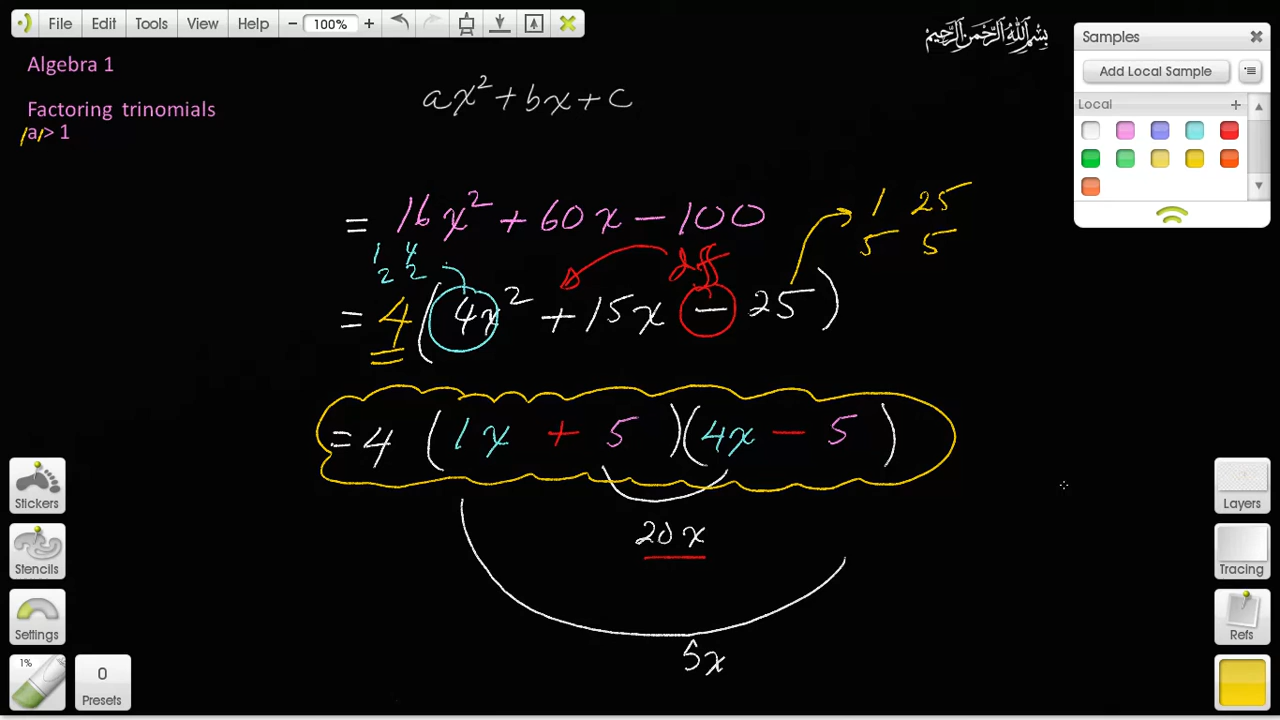 File Edit Tools View Help − 100% +
بسم الله الرحمن الرحيم
Samples
Add Local Sample
Local +
Algebra 1
Factoring trinomials
|a| > 1
ax² + bx + c
= 16x² + 60x − 100
1 4
2 2
diff
1 25
5 5
= 4(4x² + 15x − 25)
= 4 (1x + 5)(4x − 5)
20x
5x
Stickers
Stencils
Settings
1%
0
Presets
Layers
Tracing
Refs